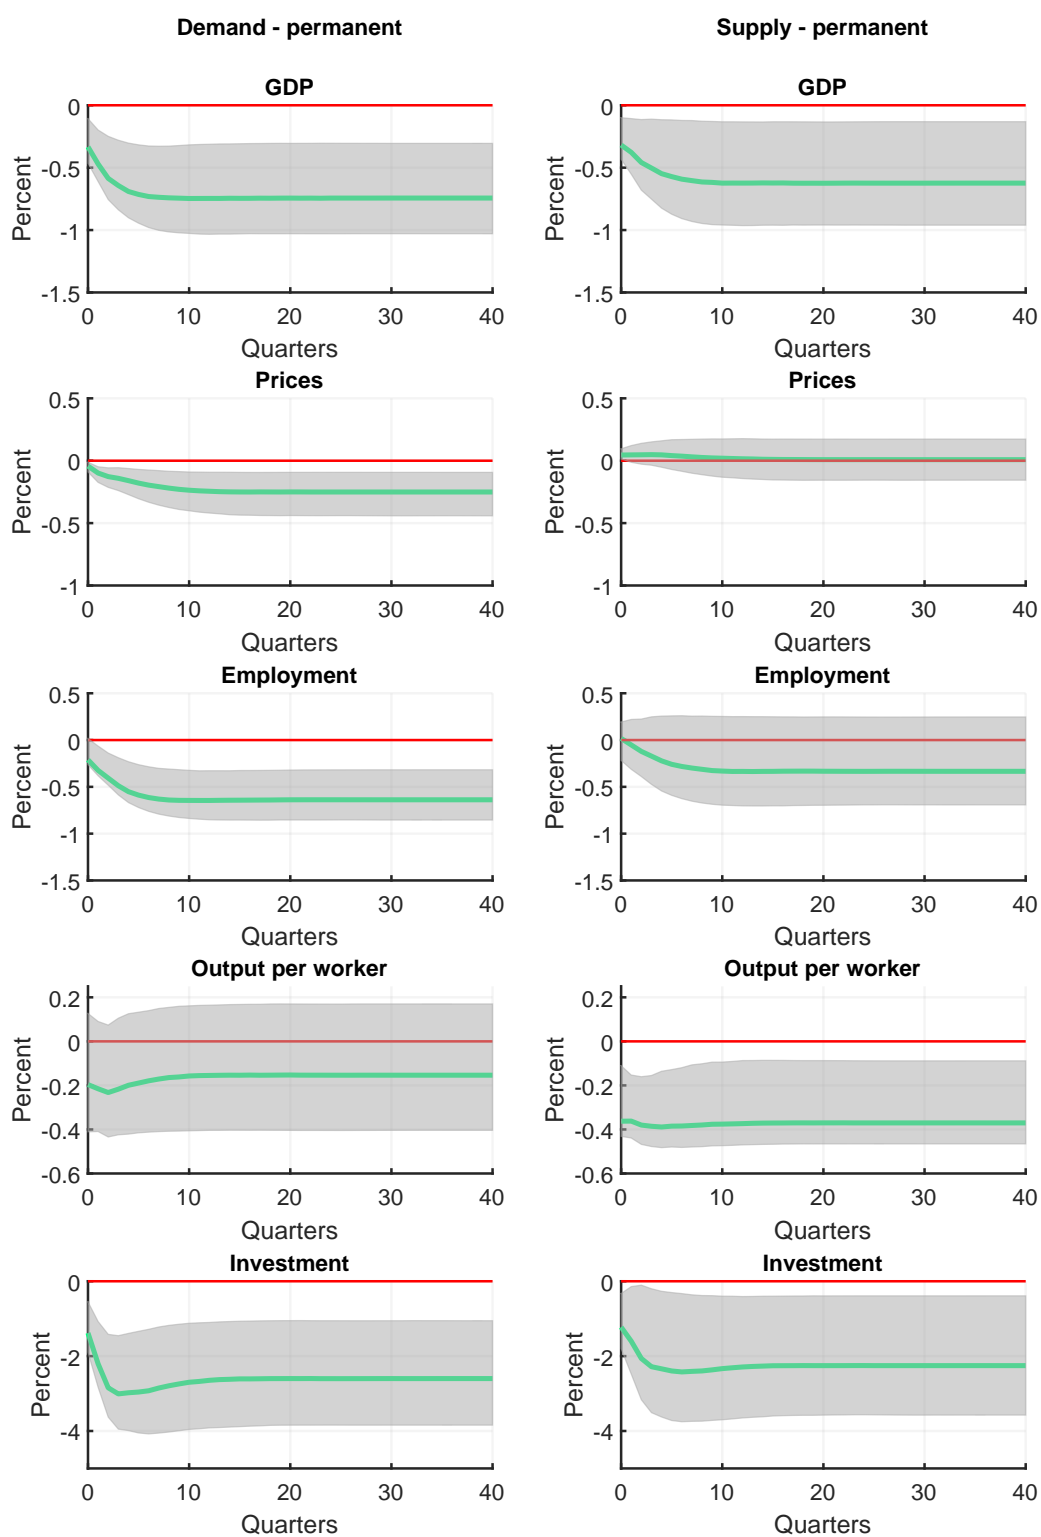 Demand - permanent
Supply - permanent
GDP
GDP
0
-0.5
-1
-1.5
Percent
0 10 20 30 40
Quarters
0
-0.5
-1
-1.5
Percent
0 10 20 30 40
Quarters
Prices
Prices
0.5
0
-0.5
-1
Percent
0 10 20 30 40
Quarters
0.5
0
-0.5
-1
Percent
0 10 20 30 40
Quarters
Employment
Employment
0.5
0
-0.5
-1
-1.5
Percent
0 10 20 30 40
Quarters
0.5
0
-0.5
-1
-1.5
Percent
0 10 20 30 40
Quarters
Output per worker
Output per worker
0.2
0
-0.2
-0.4
-0.6
Percent
0 10 20 30 40
Quarters
0.2
0
-0.2
-0.4
-0.6
Percent
0 10 20 30 40
Quarters
Investment
Investment
0
-2
-4
Percent
0 10 20 30 40
Quarters
0
-2
-4
Percent
0 10 20 30 40
Quarters